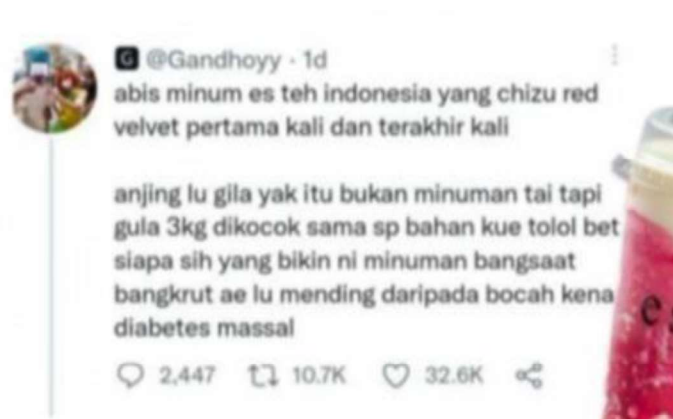 G @Gandhoyy · 1d
abis minum es teh indonesia yang chizu red
velvet pertama kali dan terakhir kali
anjing lu gila yak itu bukan minuman tai tapi
gula 3kg dikocok sama sp bahan kue tolol bet
siapa sih yang bikin ni minuman bangsaat
bangkrut ae lu mending daripada bocah kena
diabetes massal
2,447 10.7K 32.6K